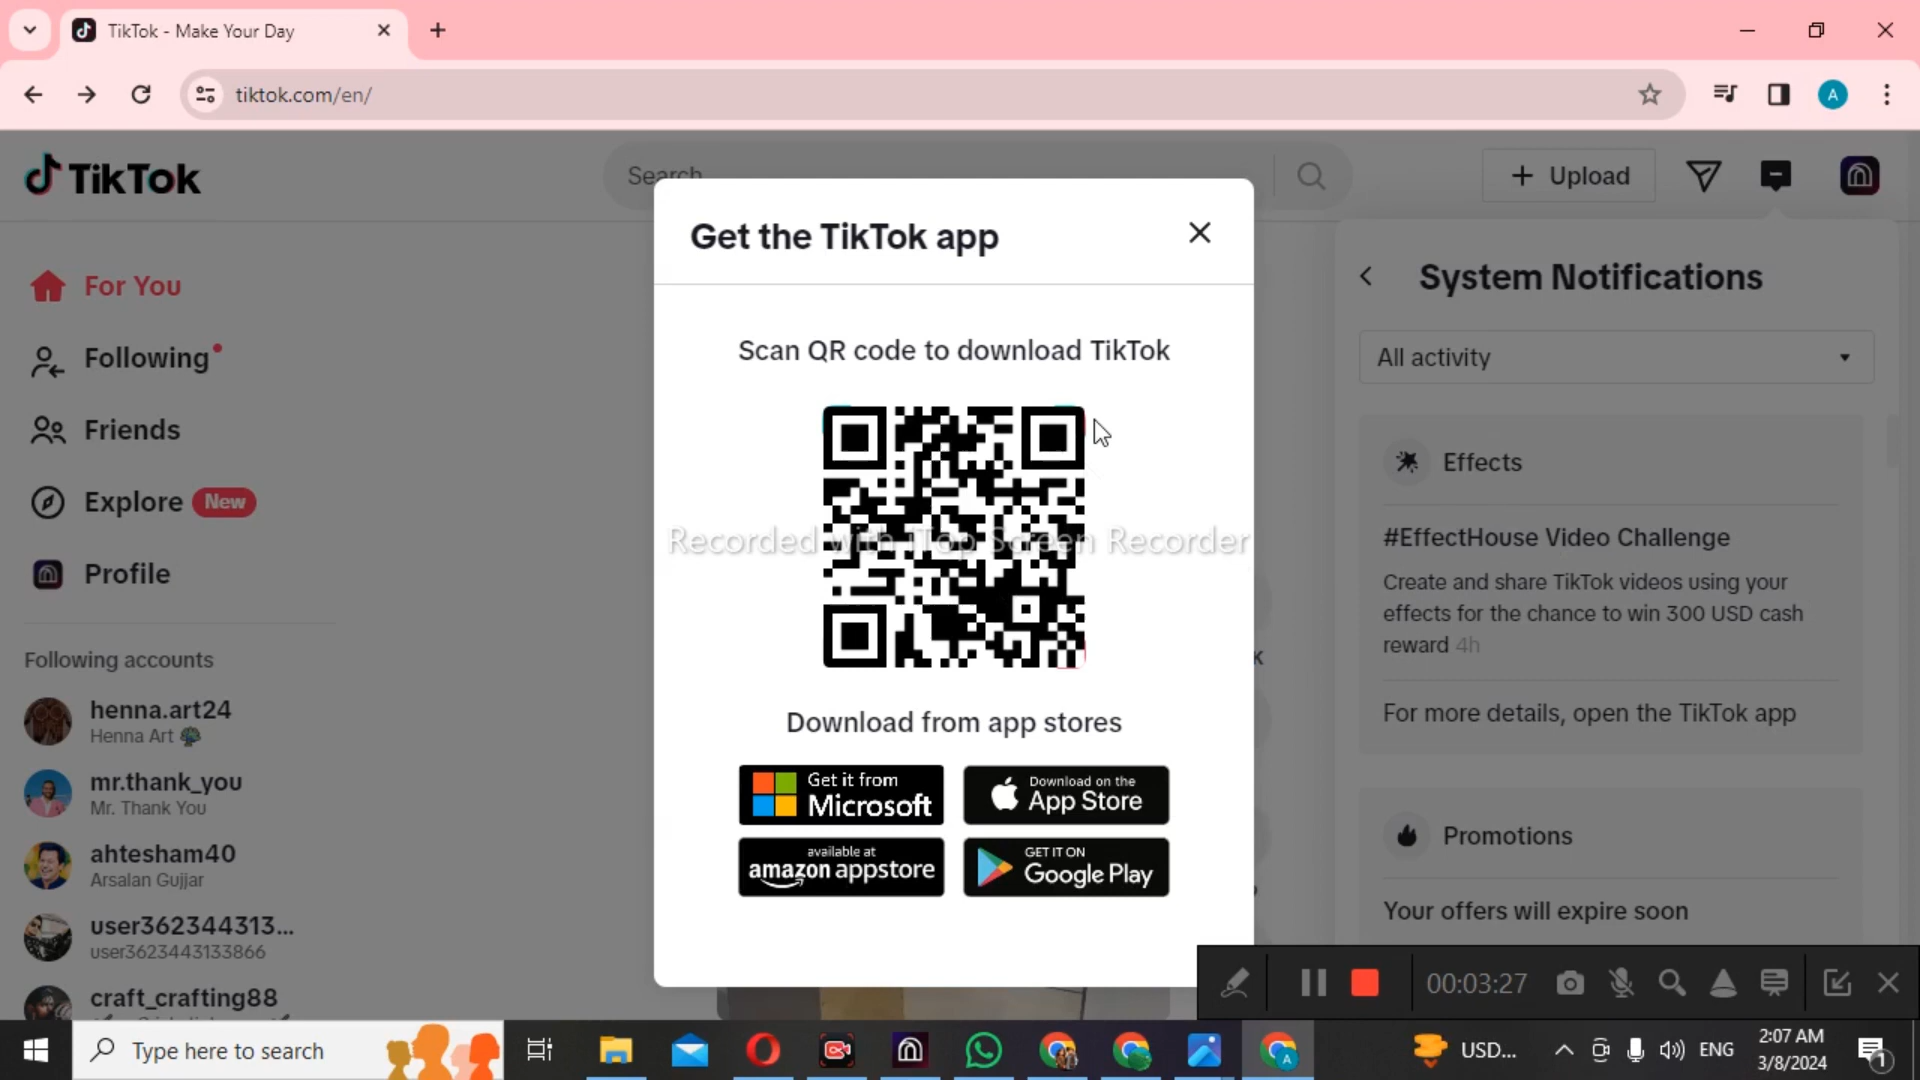 TikTok - Make Your Day
tiktok.com/en/
A
TikTok
Search
+ Upload
For You
Following
Friends
Explore New
Profile
Following accounts
henna.art24
Henna Art
mr.thank_you
Mr. Thank You
ahtesham40
Arsalan Gujjar
user362344313...
user3623443133866
craft_crafting88
Get the TikTok app
Scan QR code to download TikTok
Recorded with iTop Screen Recorder
Download from app stores
Get it from
Microsoft
Download on the
App Store
available at
amazon appstore
GET IT ON
Google Play
System Notifications
All activity
Effects
#EffectHouse Video Challenge
Create and share TikTok videos using your
effects for the chance to win 300 USD cash
reward 4h
For more details, open the TikTok app
Promotions
Your offers will expire soon
00:03:27
Type here to search
A
USD...
ENG
2:07 AM
3/8/2024
1